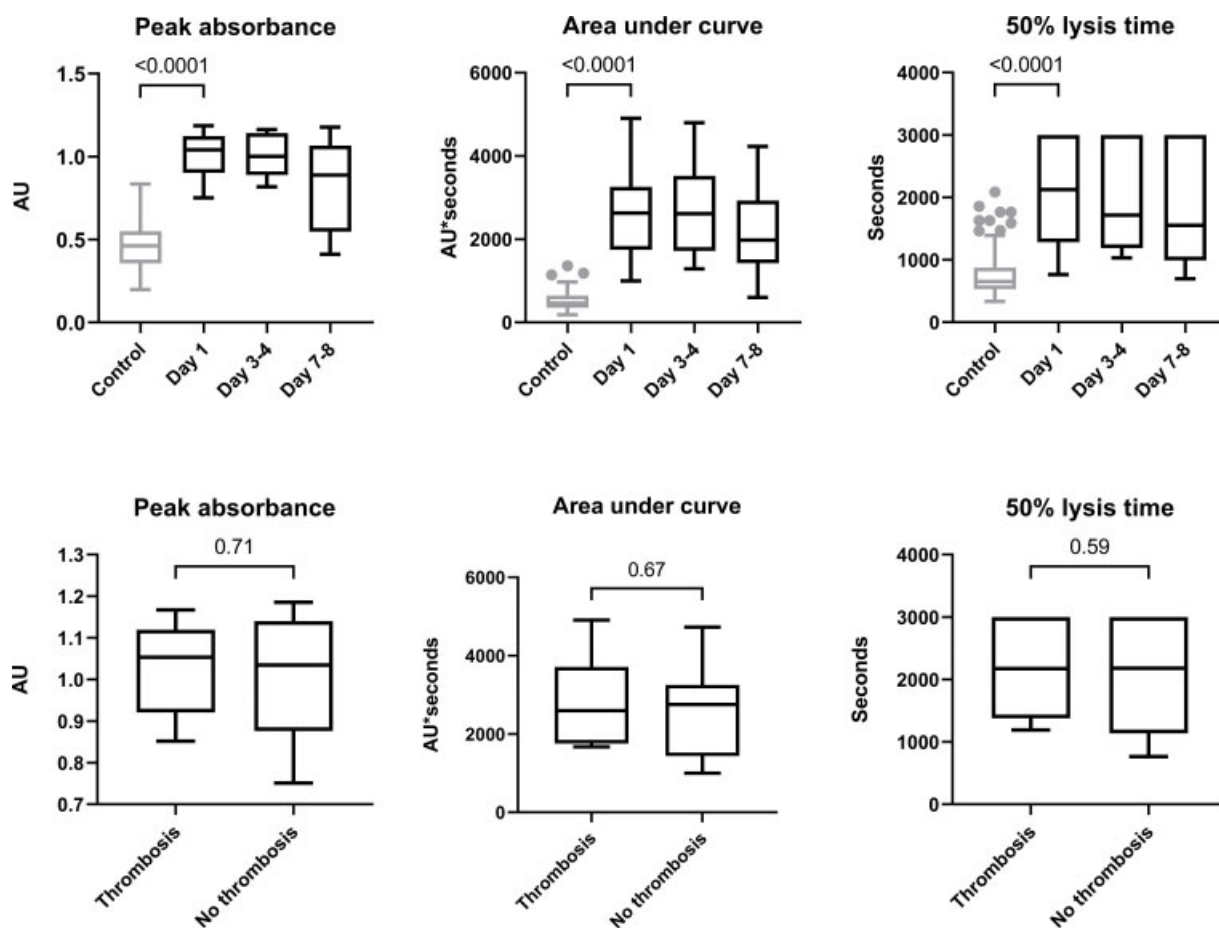 Peak absorbance
<0.0001
AU
1.5
1.0
0.5
0.0
Control
Day 1
Day 3-4
Day 7-8
Area under curve
<0.0001
AU*seconds
6000
4000
2000
0
Control
Day 1
Day 3-4
Day 7-8
50% lysis time
<0.0001
Seconds
4000
3000
2000
1000
0
Control
Day 1
Day 3-4
Day 7-8
Peak absorbance
0.71
AU
1.3
1.2
1.1
1.0
0.9
0.8
0.7
Thrombosis
No thrombosis
Area under curve
0.67
AU*seconds
6000
4000
2000
0
Thrombosis
No thrombosis
50% lysis time
0.59
Seconds
4000
3000
2000
1000
0
Thrombosis
No thrombosis